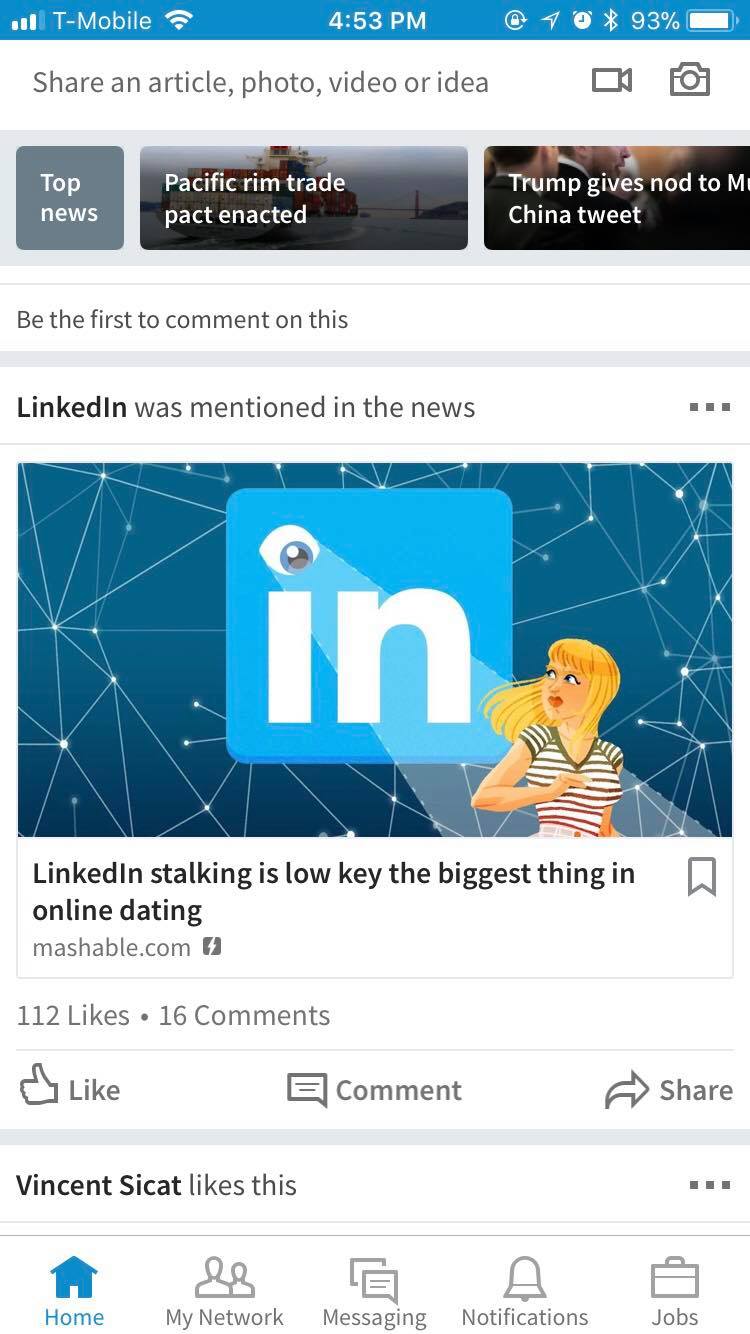 T-Mobile 4:53 PM 93%
Share an article, photo, video or idea
Top
news
Pacific rim trade
pact enacted
Trump gives nod to
China tweet
Be the first to comment on this
LinkedIn was mentioned in the news
in
LinkedIn stalking is low key the biggest thing in
online dating
mashable.com
112 Likes • 16 Comments
Like Comment Share
Vincent Sicat likes this
Home My Network Messaging Notifications Jobs